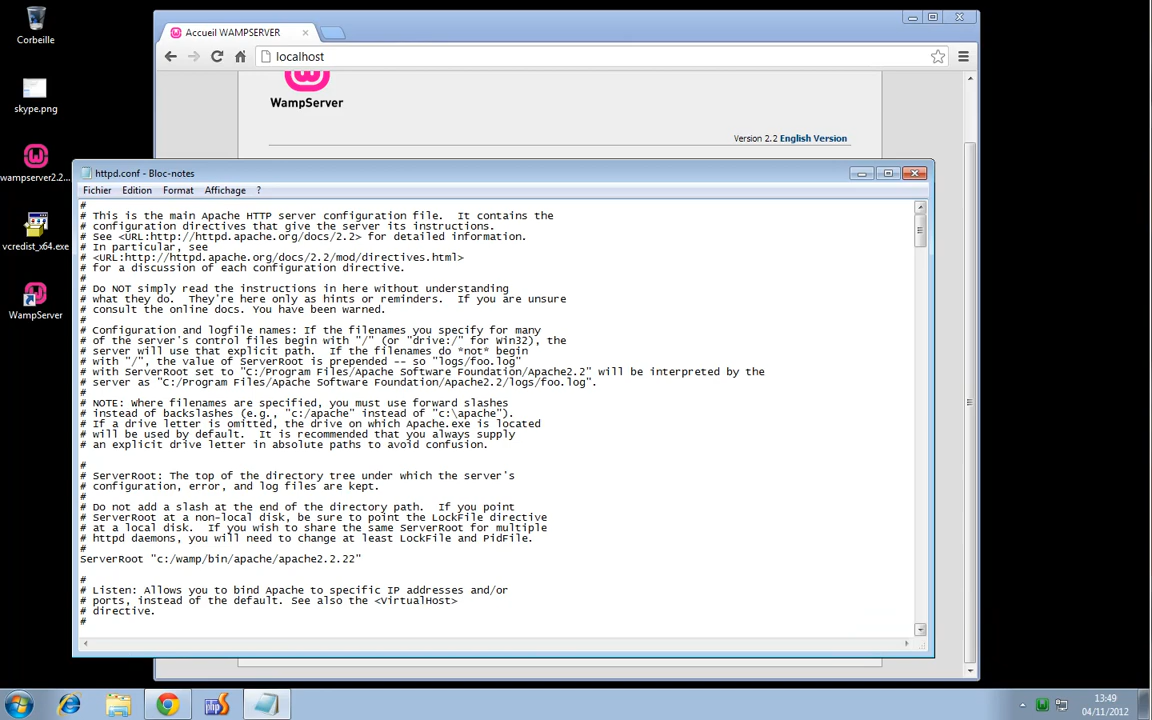 Corbeille
skype.png
wampserver2.2...
vcredist_x64.exe
WampServer
Accueil WAMPSERVER
localhost
WampServer
Version 2.2 English Version
httpd.conf - Bloc-notes
Fichier Edition Format Affichage ?
#
# This is the main Apache HTTP server configuration file.  It contains the
# configuration directives that give the server its instructions.
# See <URL:http://httpd.apache.org/docs/2.2> for detailed information.
# In particular, see
# <URL:http://httpd.apache.org/docs/2.2/mod/directives.html>
# for a discussion of each configuration directive.
#
# Do NOT simply read the instructions in here without understanding
# what they do.  They're here only as hints or reminders.  If you are unsure
# consult the online docs. You have been warned.
#
# Configuration and logfile names: If the filenames you specify for many
# of the server's control files begin with "/" (or "drive:/" for Win32), the
# server will use that explicit path.  If the filenames do *not* begin
# with "/", the value of ServerRoot is prepended -- so "logs/foo.log"
# with ServerRoot set to "C:/Program Files/Apache Software Foundation/Apache2.2" will be interpreted by the
# server as "C:/Program Files/Apache Software Foundation/Apache2.2/logs/foo.log".
#
# NOTE: Where filenames are specified, you must use forward slashes
# instead of backslashes (e.g., "c:/apache" instead of "c:\apache").
# If a drive letter is omitted, the drive on which Apache.exe is located
# will be used by default.  It is recommended that you always supply
# an explicit drive letter in absolute paths to avoid confusion.
#
# ServerRoot: The top of the directory tree under which the server's
# configuration, error, and log files are kept.
#
# Do not add a slash at the end of the directory path.  If you point
# ServerRoot at a non-local disk, be sure to point the LockFile directive
# at a local disk.  If you wish to share the same ServerRoot for multiple
# httpd daemons, you will need to change at least LockFile and PidFile.
#
ServerRoot "c:/wamp/bin/apache/apache2.2.22"
#
# Listen: Allows you to bind Apache to specific IP addresses and/or
# ports, instead of the default. See also the <VirtualHost>
# directive.
#
php
13:49
04/11/2012